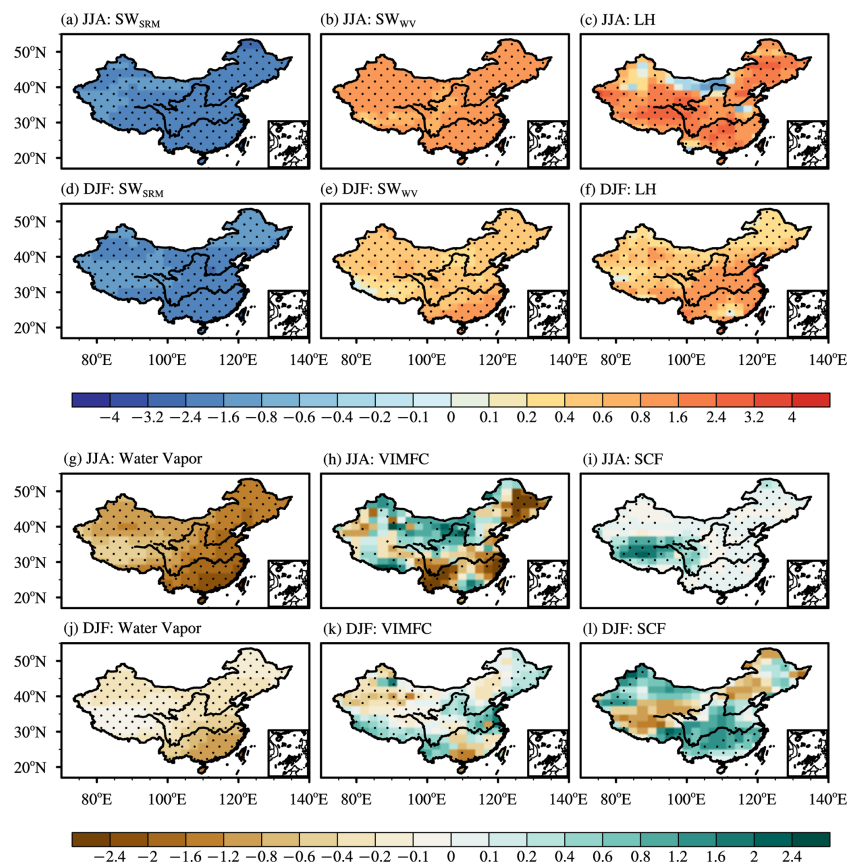 (a) JJA: SW_SRM (b) JJA: SW_WV (c) JJA: LH
50°N
40°N
30°N
20°N
(d) DJF: SW_SRM (e) DJF: SW_WV (f) DJF: LH
50°N
40°N
30°N
20°N
80°E 100°E 120°E 140°E 80°E 100°E 120°E 140°E 80°E 100°E 120°E 140°E
−4 −3.2 −2.4 −1.6 −0.8 −0.6 −0.4 −0.2 −0.1 0 0.1 0.2 0.4 0.6 0.8 1.6 2.4 3.2 4
(g) JJA: Water Vapor (h) JJA: VIMFC (i) JJA: SCF
50°N
40°N
30°N
20°N
(j) DJF: Water Vapor (k) DJF: VIMFC (l) DJF: SCF
50°N
40°N
30°N
20°N
80°E 100°E 120°E 140°E 80°E 100°E 120°E 140°E 80°E 100°E 120°E 140°E
−2.4 −2 −1.6 −1.2 −0.8 −0.6 −0.4 −0.2 −0.1 0 0.1 0.2 0.4 0.6 0.8 1.2 1.6 2 2.4